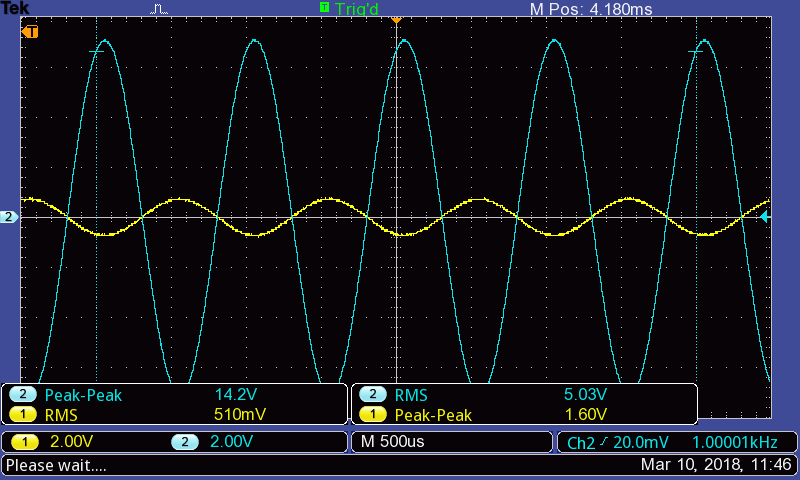 Tek T Trig'd M Pos: 4.180ms
T
2
2 Peak-Peak 14.2V 2 RMS 5.03V
1 RMS 510mV 1 Peak-Peak 1.60V
1 2.00V 2 2.00V M 500us Ch2 20.0mV 1.00001kHz
Please wait.... Mar 10, 2018, 11:46